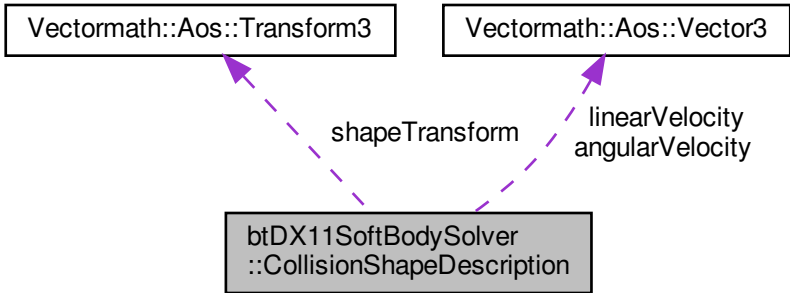 Vectormath::Aos::Transform3
Vectormath::Aos::Vector3
shapeTransform
linearVelocity
angularVelocity
btDX11SoftBodySolver
::CollisionShapeDescription